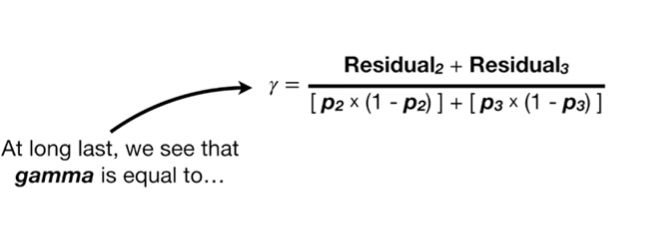 Residual₂ + Residual₃
γ =
[ p₂ × (1 - p₂) ] + [ p₃ × (1 - p₃) ]
At long last, we see that
gamma is equal to…